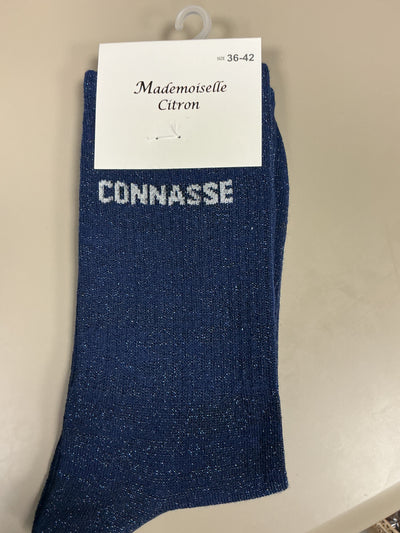 SIZE 36-42
Mademoiselle
Citron
CONNASSE